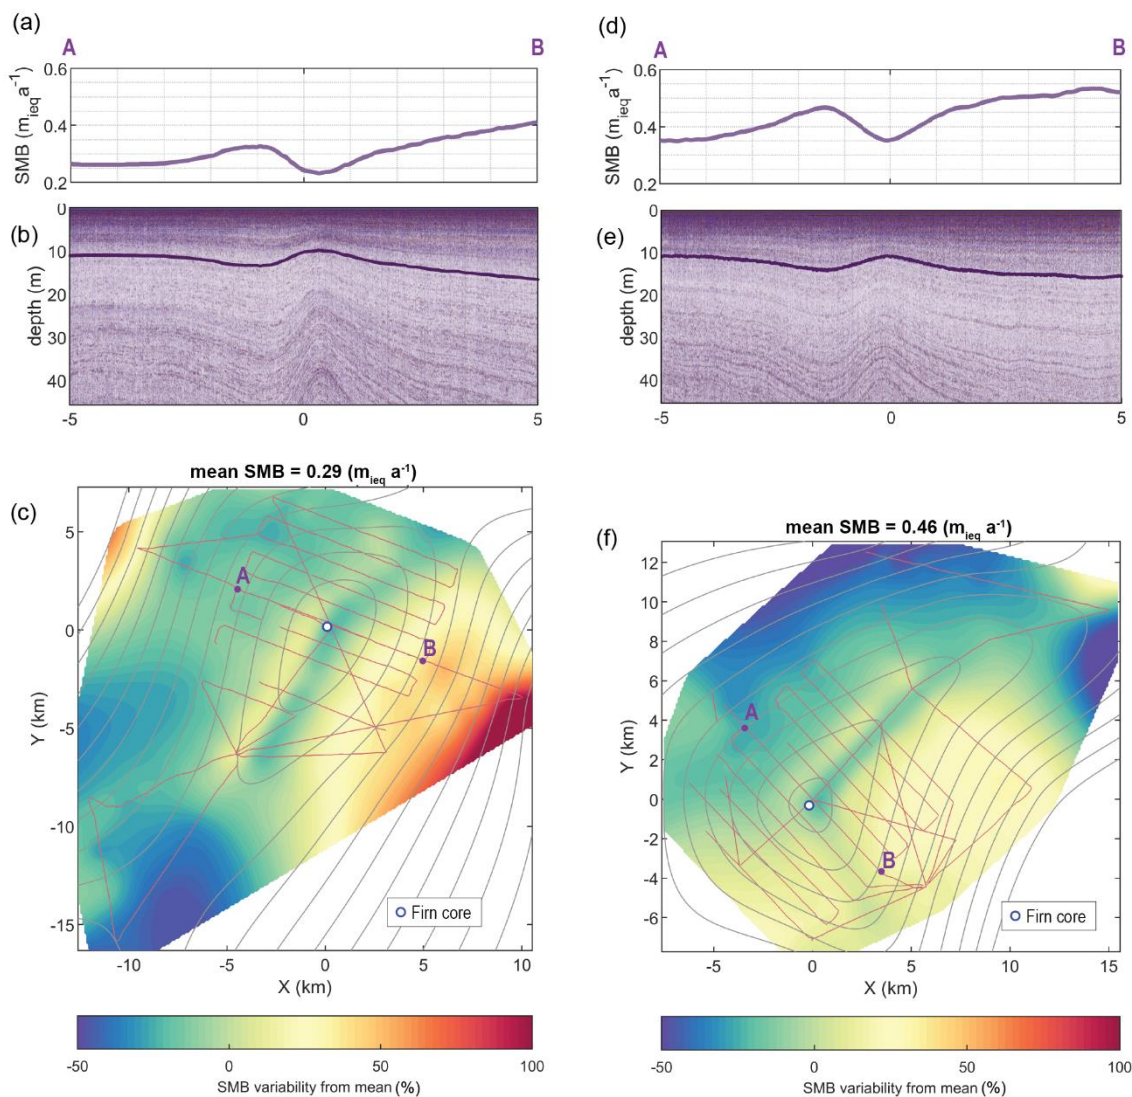 (a)
A
B
SMB (m_ieq a⁻¹)
0.6
0.4
0.2
(b)
depth (m)
0
10
20
30
40
-5
0
5
(d)
A
B
SMB (m_ieq a⁻¹)
0.6
0.4
0.2
(e)
depth (m)
0
10
20
30
40
-5
0
5
mean SMB = 0.29 (m_ieq a⁻¹)
(c)
Y (km)
5
0
-5
-10
-15
A
B
Firn core
-10
-5
0
5
10
X (km)
-50
0
50
100
SMB variability from mean (%)
mean SMB = 0.46 (m_ieq a⁻¹)
(f)
Y (km)
12
10
8
6
4
2
0
-2
-4
-6
A
B
Firn core
-5
0
5
10
15
X (km)
-50
0
50
100
SMB variability from mean (%)